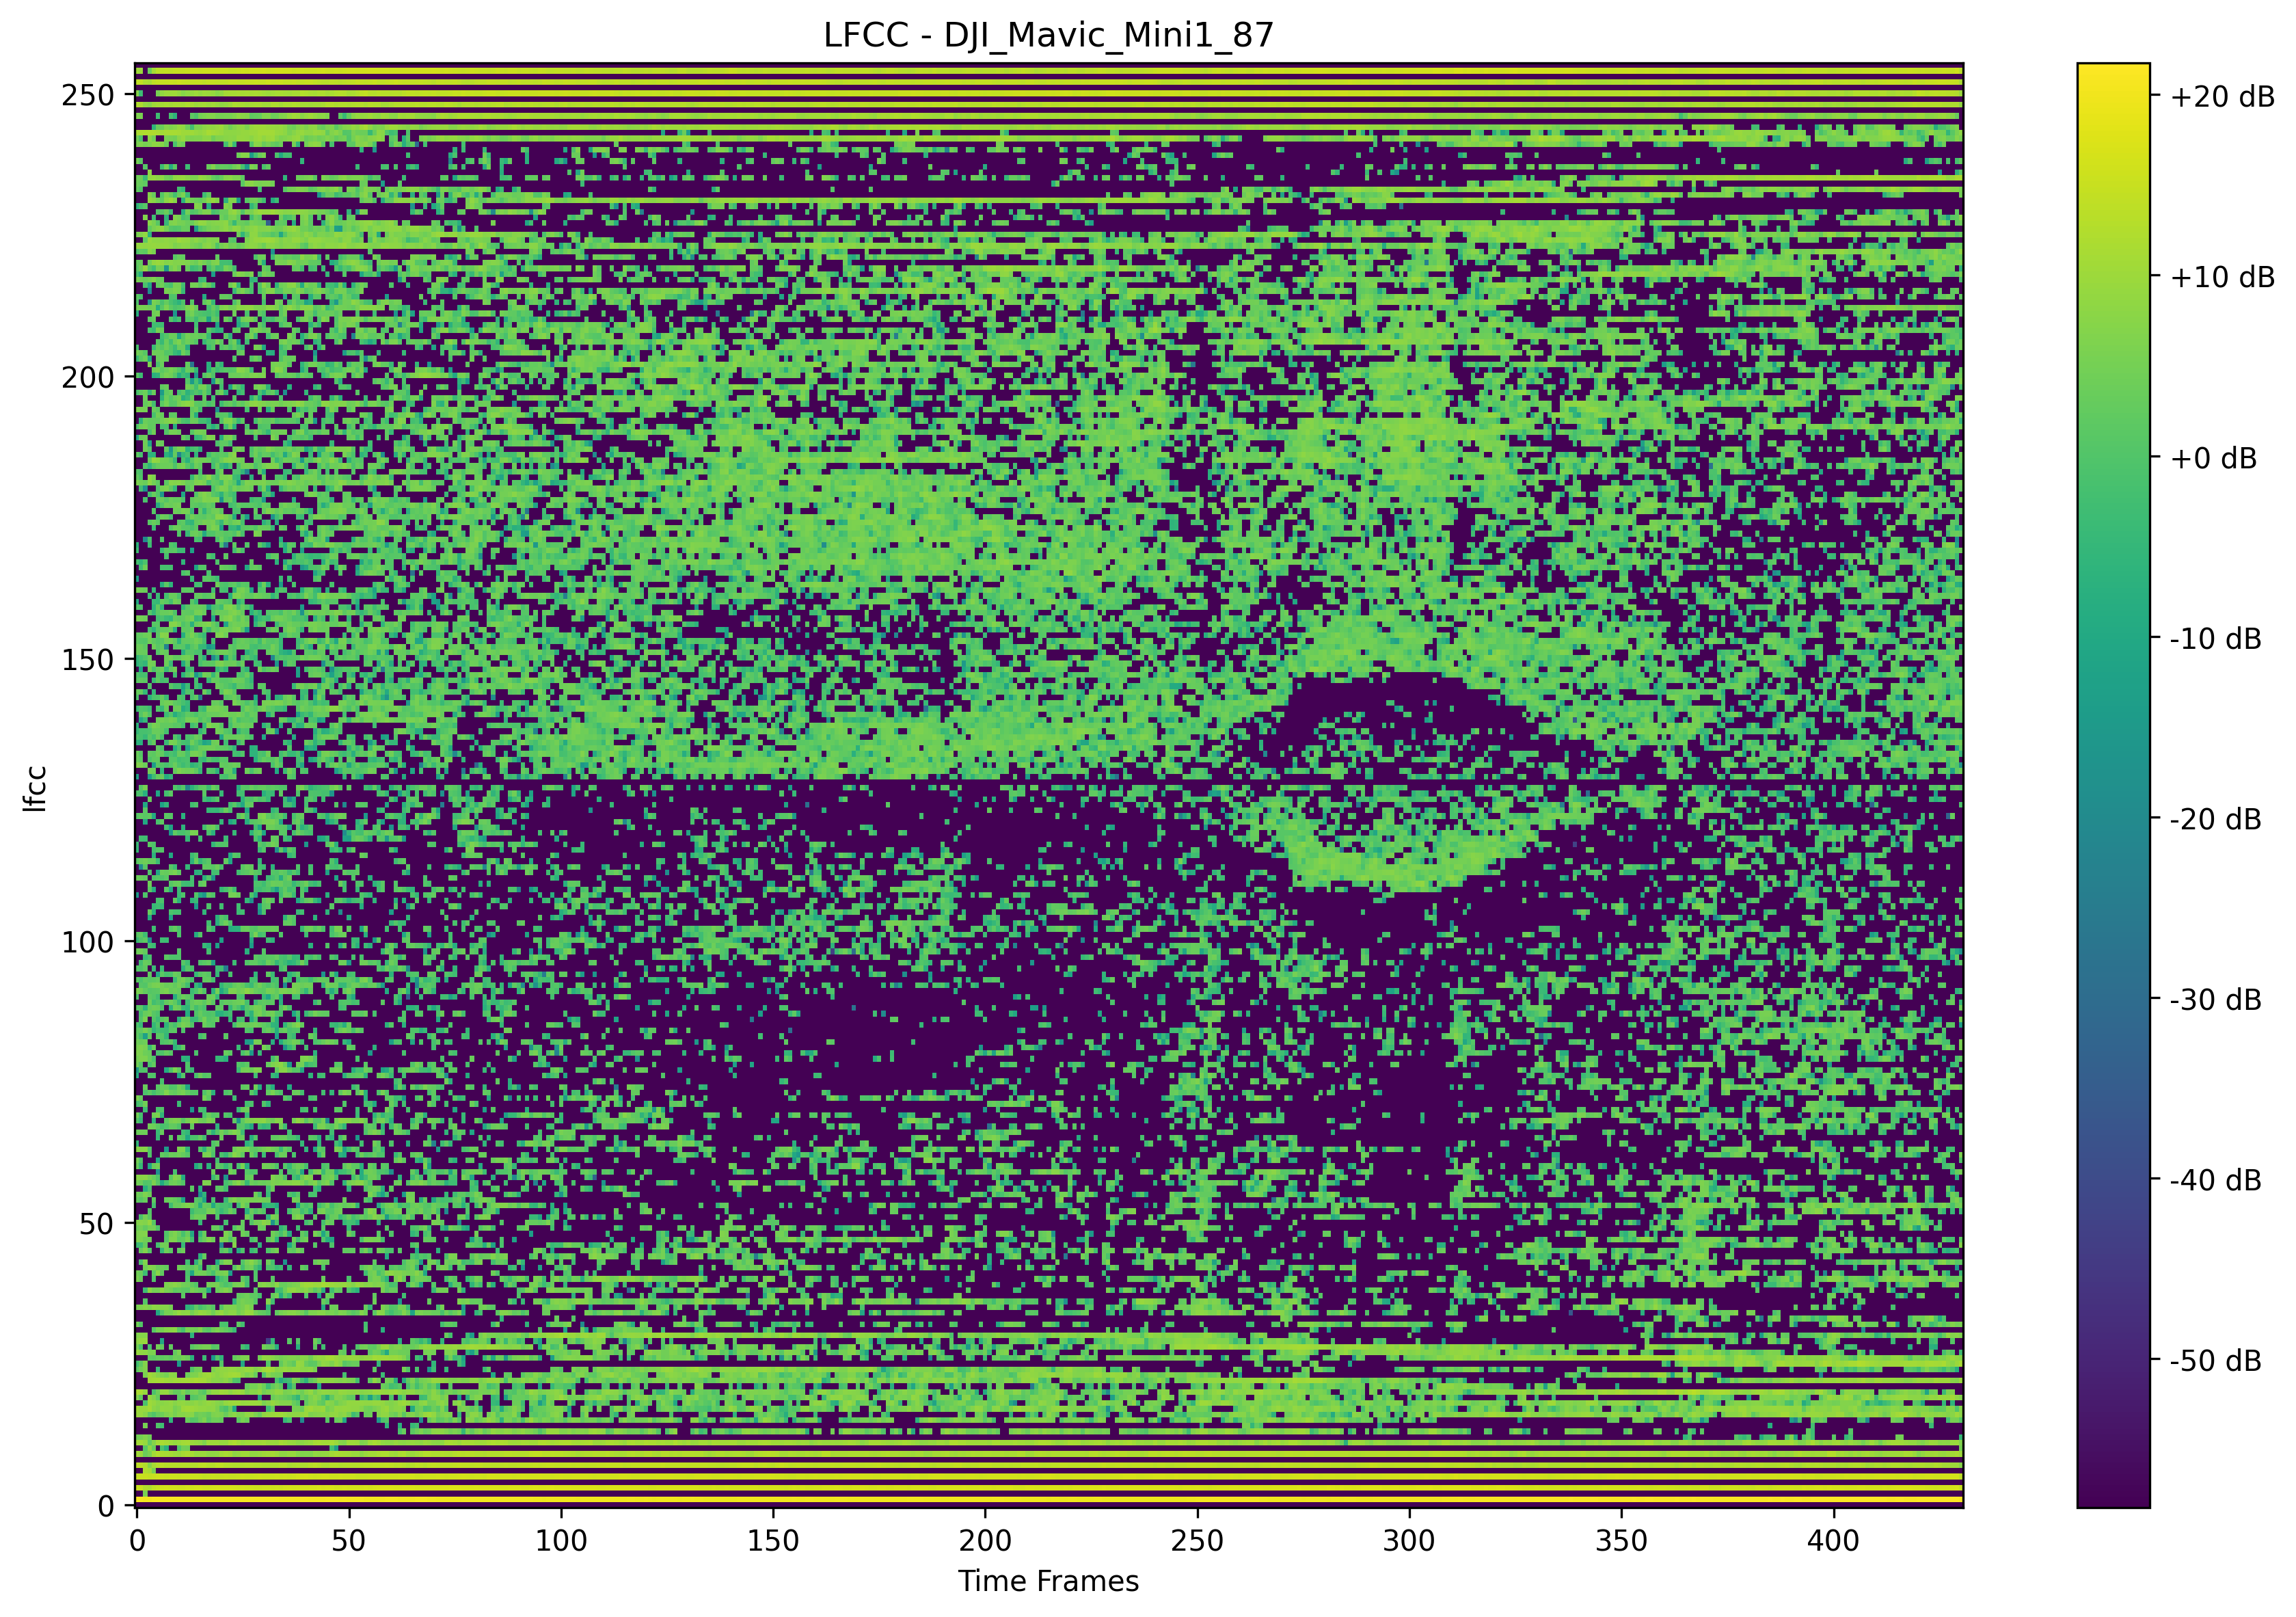 LFCC - DJI_Mavic_Mini1_87
250
200
150
100
50
0
lfcc
0 50 100 150 200 250 300 350 400
Time Frames
+20 dB
+10 dB
+0 dB
-10 dB
-20 dB
-30 dB
-40 dB
-50 dB